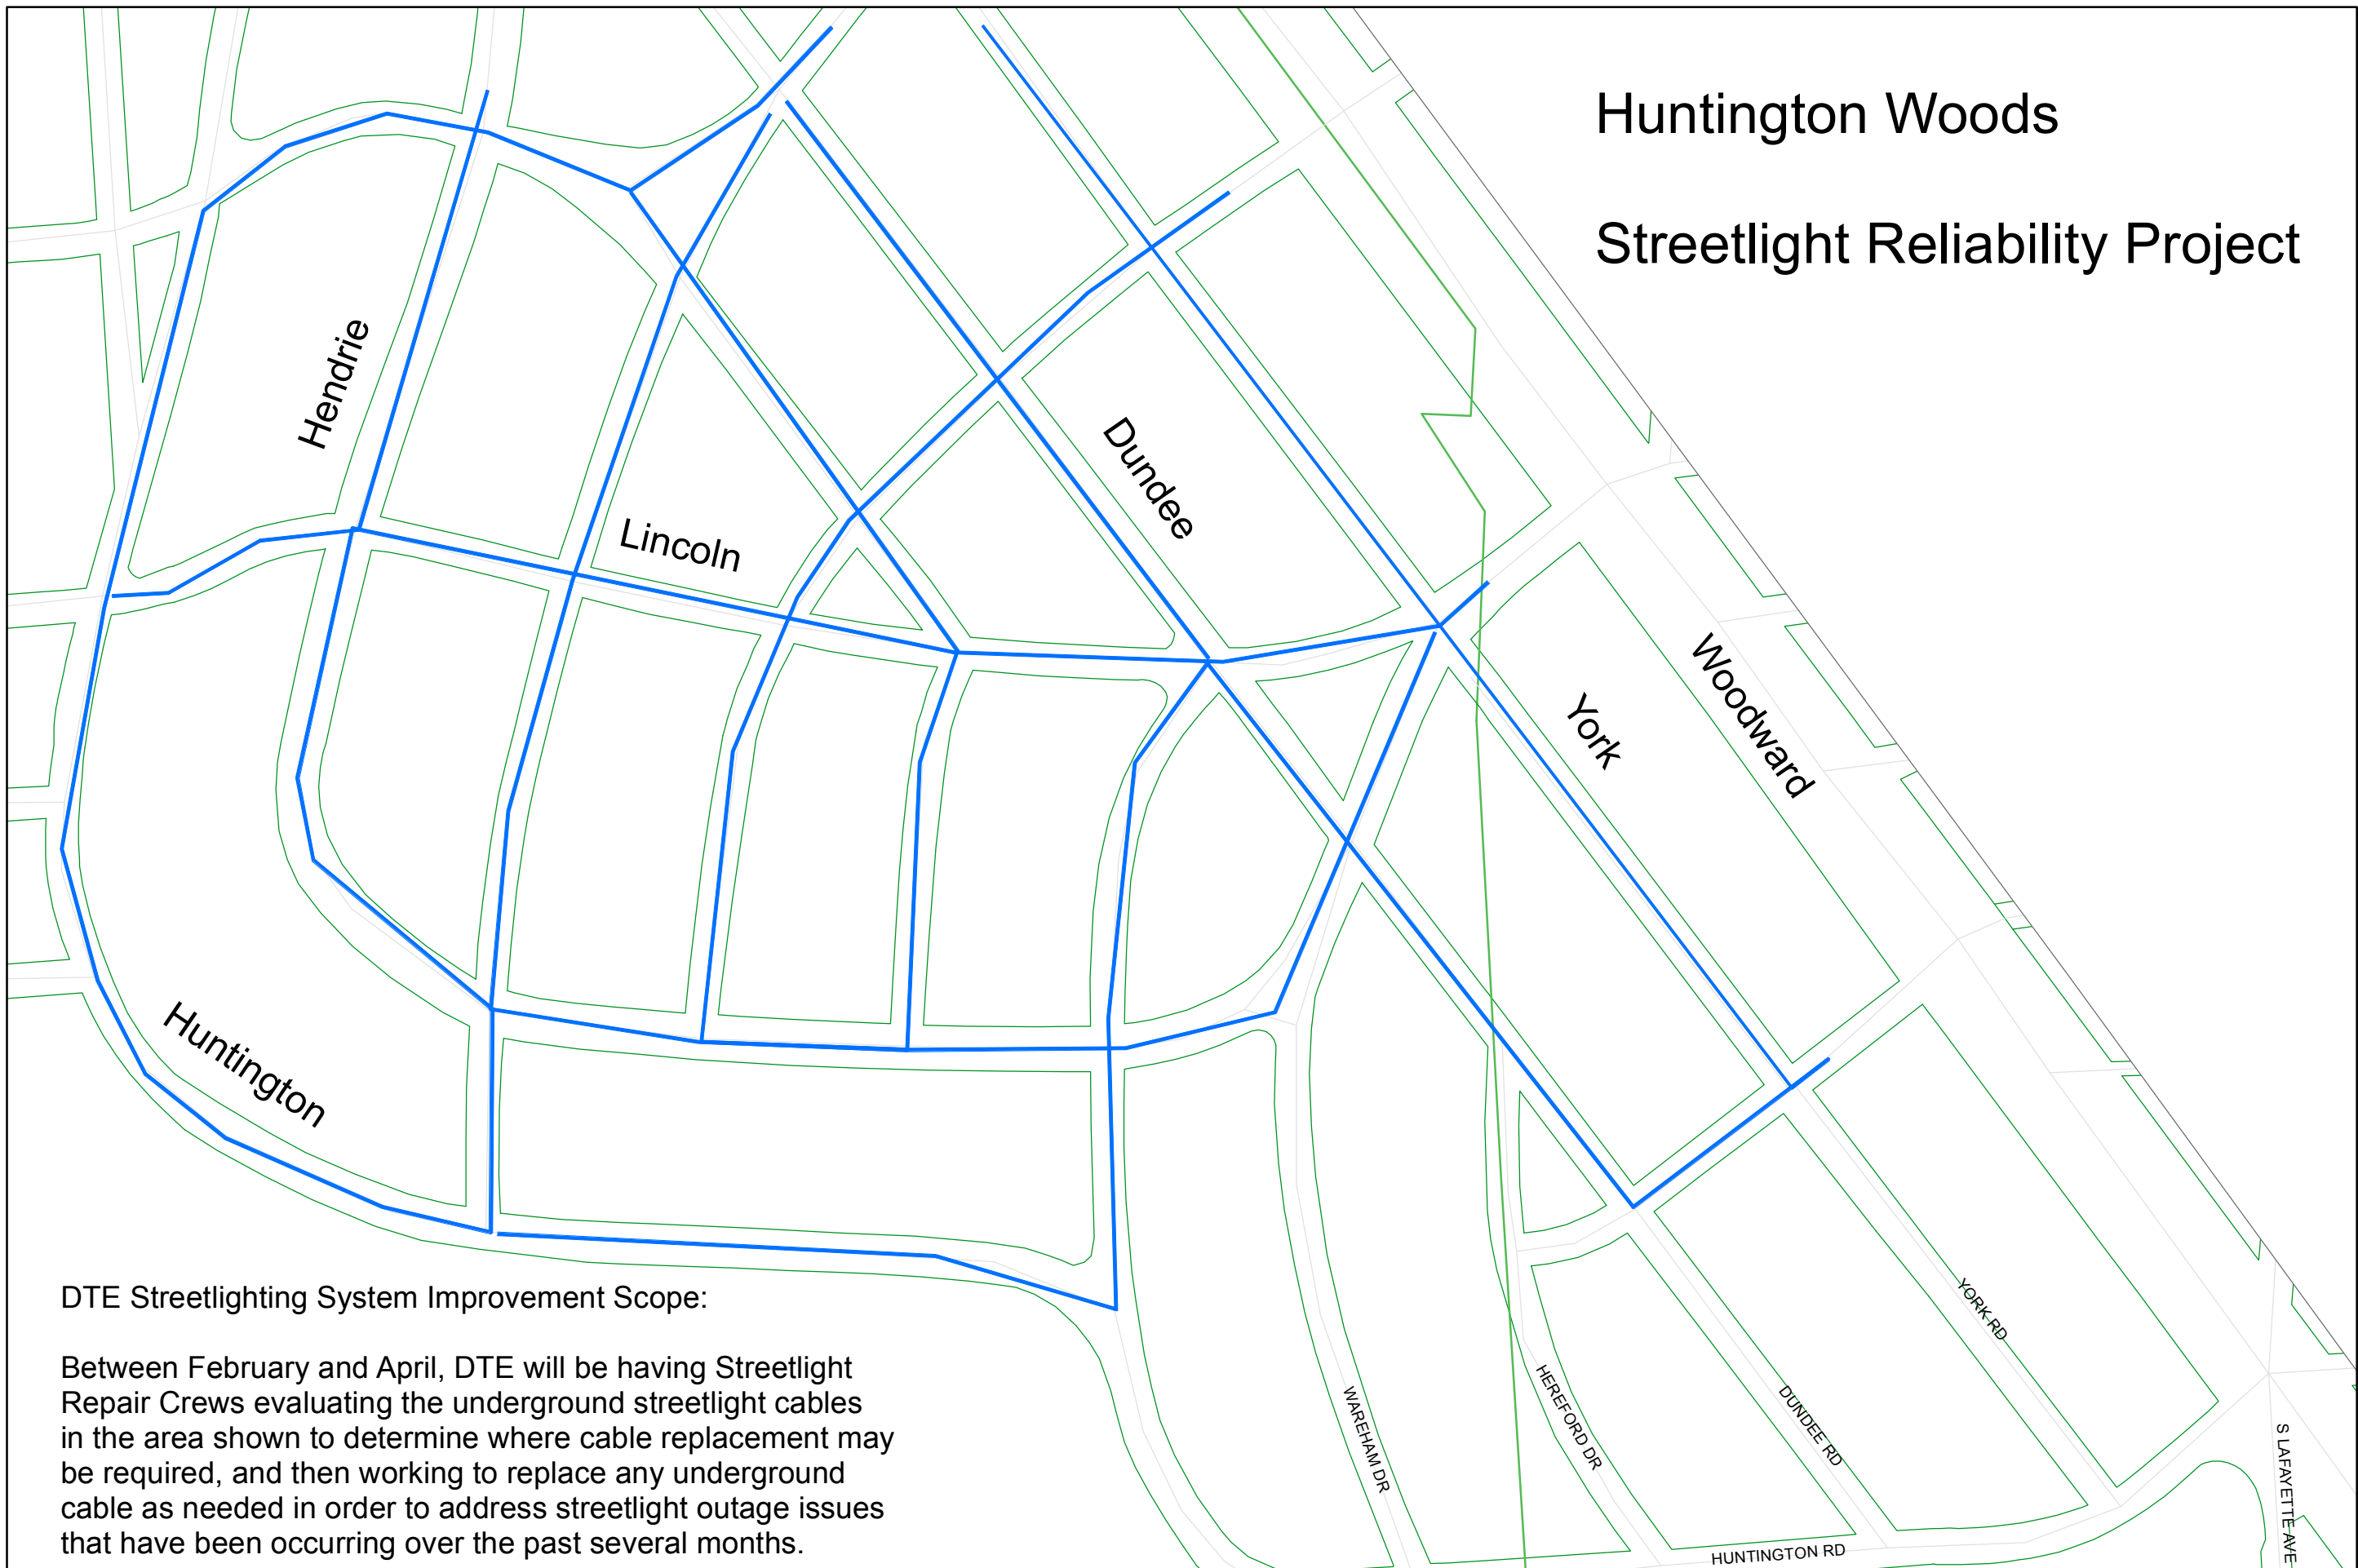 Huntington Woods
Streetlight Reliability Project
Hendrie
Lincoln
Dundee
York
Woodward
Huntington
DTE Streetlighting System Improvement Scope:
Between February and April, DTE will be having Streetlight
Repair Crews evaluating the underground streetlight cables
in the area shown to determine where cable replacement may
be required, and then working to replace any underground
cable as needed in order to address streetlight outage issues
that have been occurring over the past several months.
WAREHAM DR
HEREFORD DR
DUNDEE RD
YORK RD
HUNTINGTON RD
S LAFAYETTE AVE